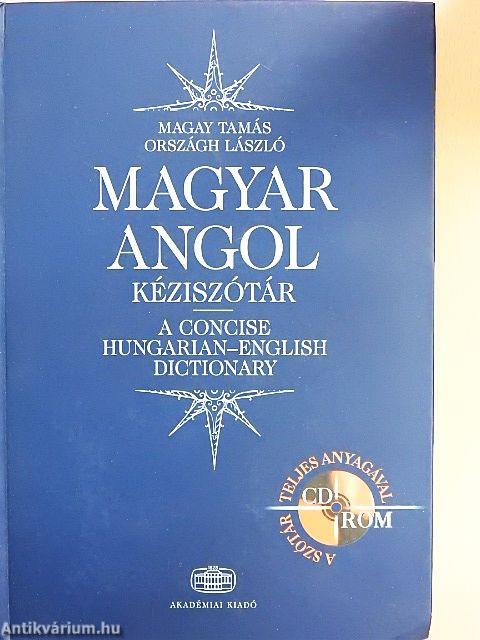 MAGAY TAMÁS
ORSZÁGH LÁSZLÓ
MAGYAR
ANGOL
KÉZISZÓTÁR
A CONCISE
HUNGARIAN–ENGLISH
DICTIONARY
A SZÓTÁR TELJES ANYAGÁVAL
CD
ROM
1828
AKADÉMIAI KIADÓ
Antikvárium.hu